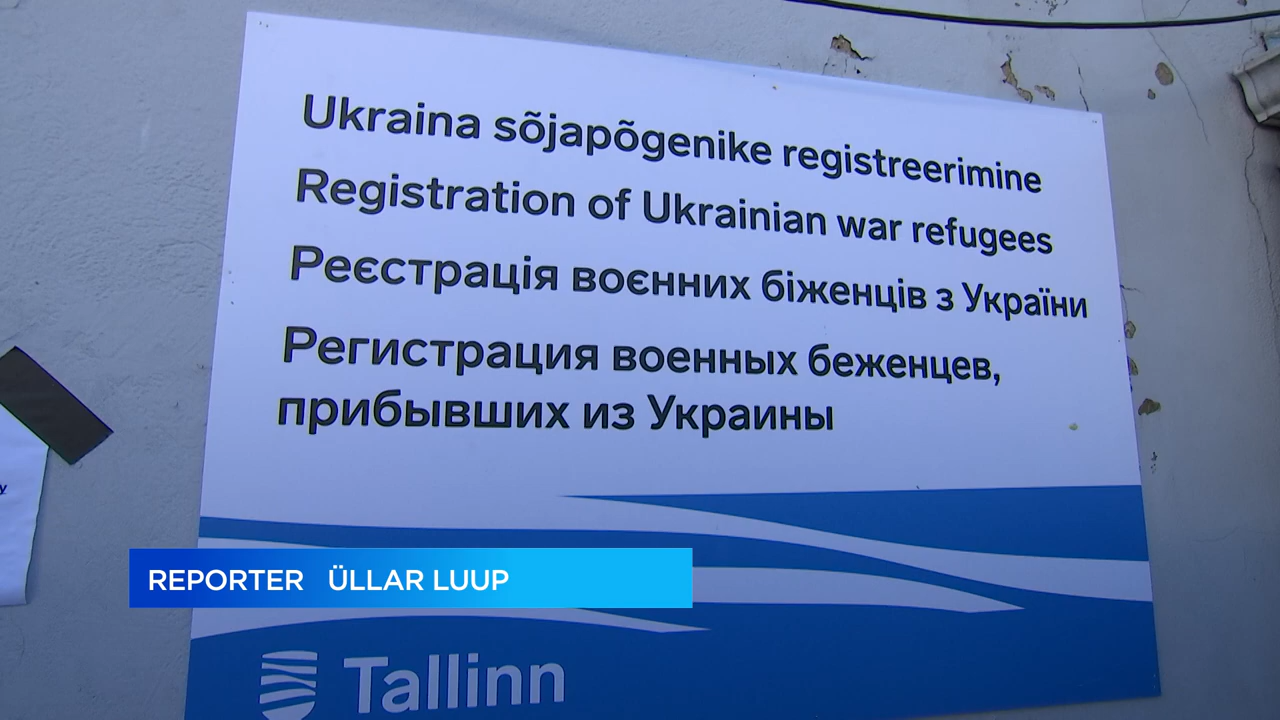 Ukraina sõjapõgenike registreerimine
Registration of Ukrainian war refugees
Реєстрація воєнних біженців з України
Регистрация военных беженцев,
прибывших из Украины
y
REPORTER ÜLLAR LUUP
Tallinn